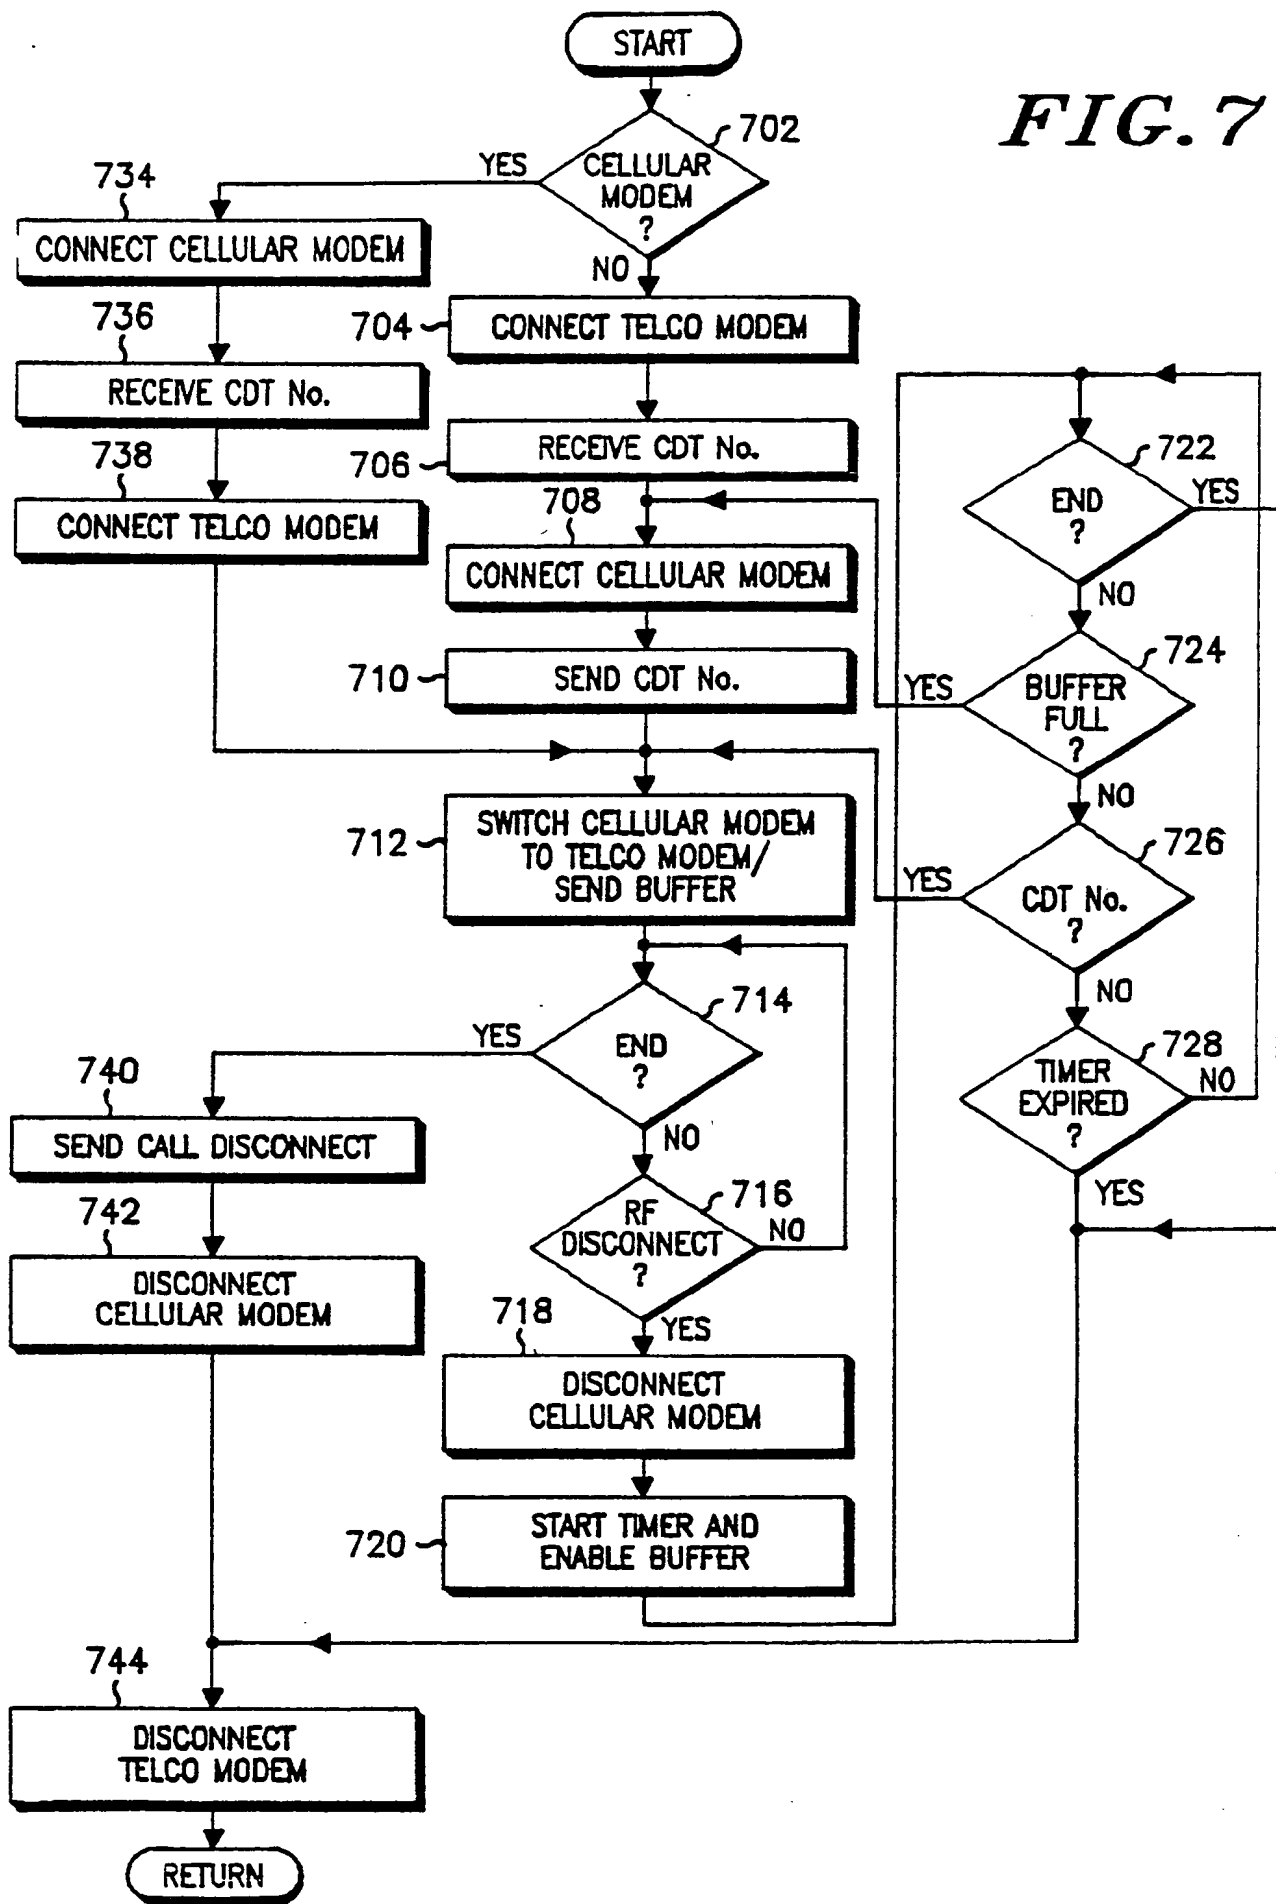 START
FIG. 7
702
CELLULAR
MODEM
?
YES
NO
734
CONNECT CELLULAR MODEM
736
RECEIVE CDT No.
738
CONNECT TELCO MODEM
704
CONNECT TELCO MODEM
706
RECEIVE CDT No.
708
CONNECT CELLULAR MODEM
710
SEND CDT No.
712
SWITCH CELLULAR MODEM
TO TELCO MODEM/
SEND BUFFER
714
END
?
YES
NO
716
RF
DISCONNECT
?
NO
YES
718
DISCONNECT
CELLULAR MODEM
720
START TIMER AND
ENABLE BUFFER
722
END
?
YES
NO
724
BUFFER
FULL
?
YES
NO
726
CDT No.
?
YES
NO
728
TIMER
EXPIRED
?
NO
YES
740
SEND CALL DISCONNECT
742
DISCONNECT
CELLULAR MODEM
744
DISCONNECT
TELCO MODEM
RETURN